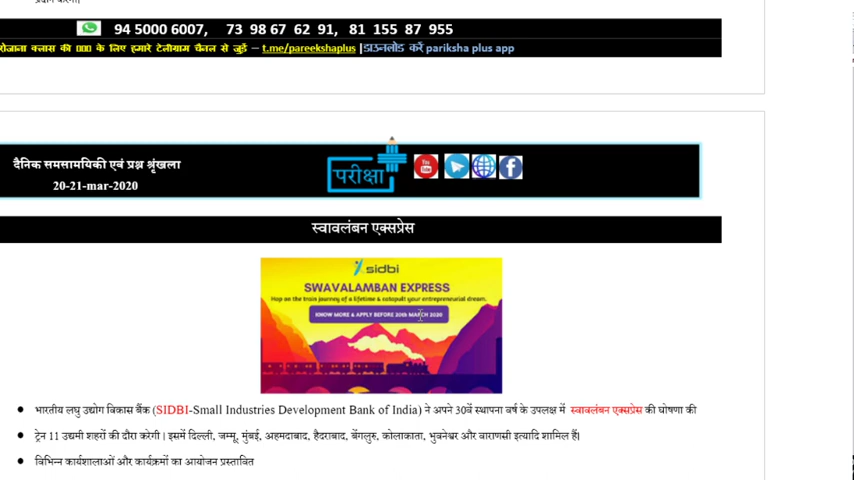 प्रदान करेगी|
94 5000 6007, 73 98 67 62 91, 81 155 87 955
रोजाना क्लास की के लिए हमारे टेलीग्राम चैनल से जुड़ें – t.me/pareekshaplus |डाउनलोड करें pariksha plus app
दैनिक समसामयिकी एवं प्रश्न श्रृंखला
20-21-mar-2020
परीक्षा
You Tube
स्वावलंबन एक्सप्रेस
sidbi
SWAVALAMBAN EXPRESS
Hop on the train journey of a lifetime & catapult your entrepreneurial dream.
KNOW MORE & APPLY BEFORE 20th MARCH 2020
● भारतीय लघु उद्योग विकास बैंक (SIDBI-Small Industries Development Bank of India) ने अपने 30वें स्थापना वर्ष के उपलक्ष में स्वावलंबन एक्सप्रेस की घोषणा की
● ट्रेन 11 उद्यमी शहरों की दौरा करेगी | इसमें दिल्ली, जम्मू, मुंबई, अहमदाबाद, हैदराबाद, बेंगलुरु, कोलाकाता, भुवनेश्वर और वाराणसी इत्यादि शामिल हैं|
● विभिन्न कार्यशालाओं और कार्यक्रमों का आयोजन प्रस्तावित